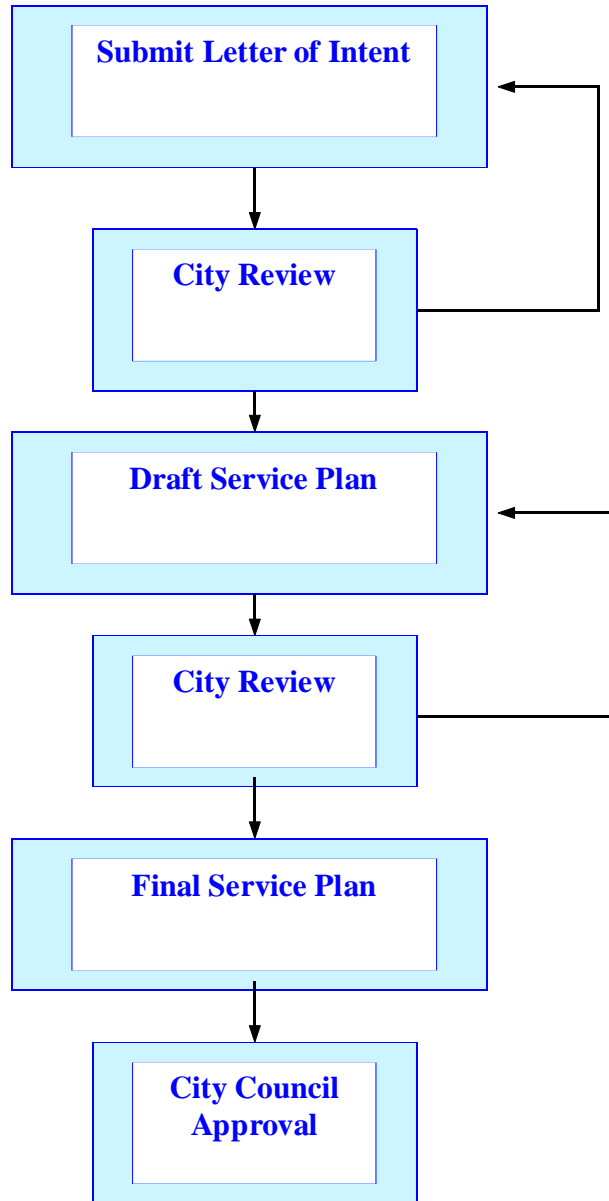 Submit Letter of Intent
City Review
Draft Service Plan
City Review
Final Service Plan
City Council
Approval